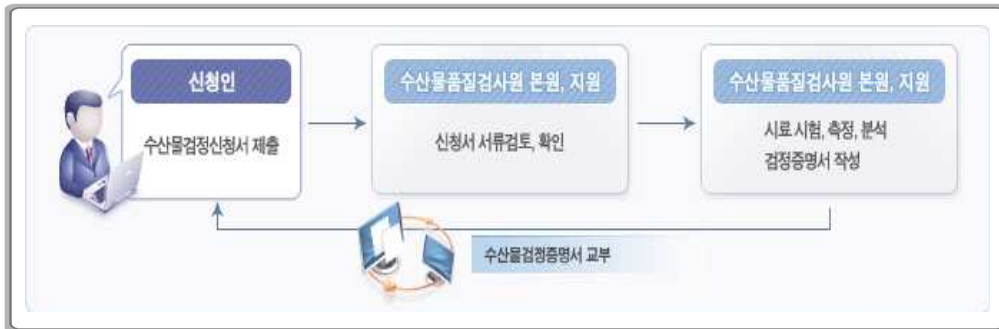 신청인
수산물검정신청서 제출
수산물품질검사원 본원, 지원
신청서 서류검토, 확인
수산물품질검사원 본원, 지원
시료 시험, 측정, 분석
검정증명서 작성
수산물검정증명서 교부